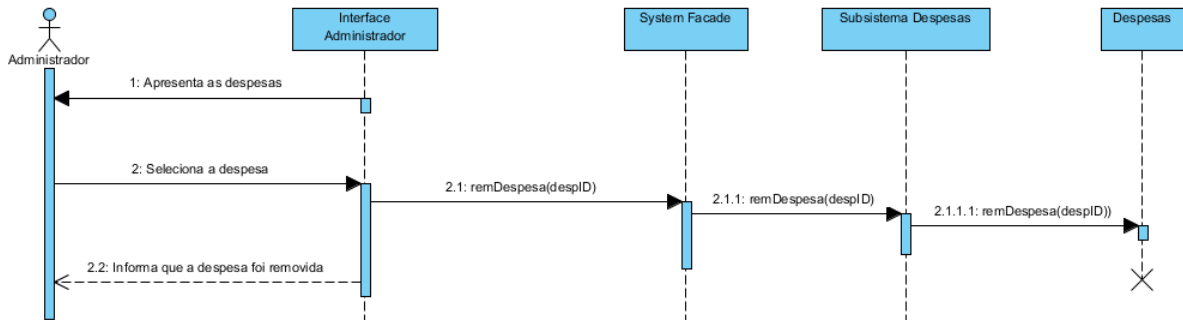 Administrador
Interface
Administrador
System Facade
Subsistema Despesas
Despesas
1: Apresenta as despesas
2: Seleciona a despesa
2.1: remDespesa(despID)
2.1.1: remDespesa(despID)
2.1.1.1: remDespesa(despID))
2.2: Informa que a despesa foi removida